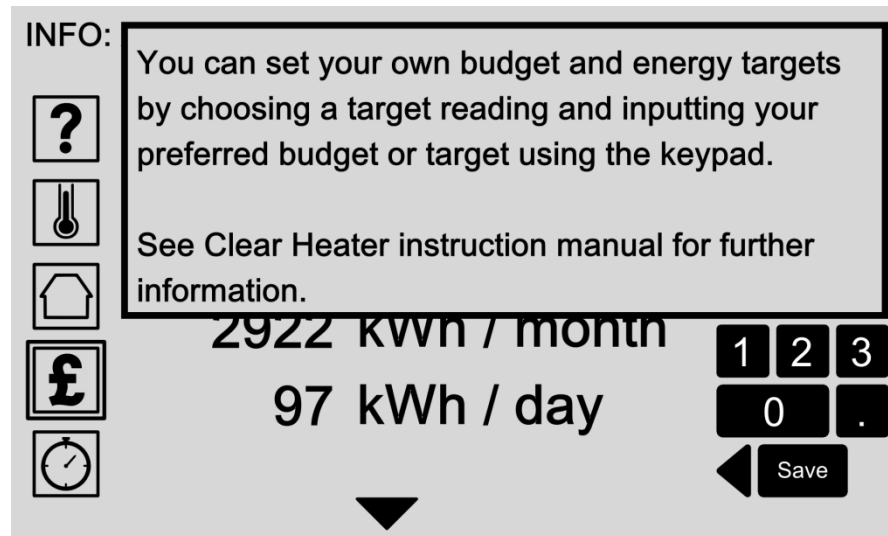 INFO:
You can set your own budget and energy targets
by choosing a target reading and inputting your
preferred budget or target using the keypad.
See Clear Heater instruction manual for further
information.
?
2922 kWh / month
1 2 3
£
97 kWh / day
0 .
Save